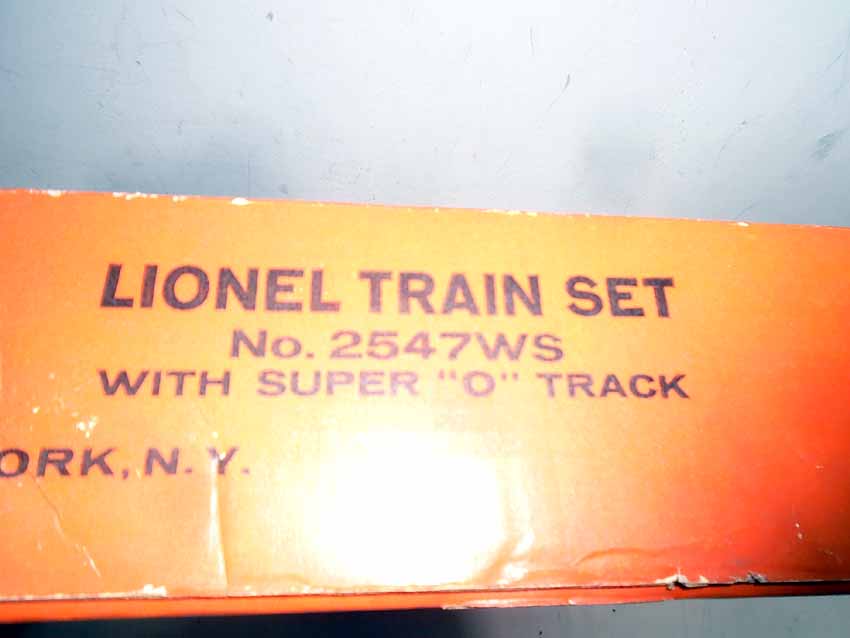 LIONEL TRAIN SET
No. 2547WS
WITH SUPER "O" TRACK
ORK, N. Y.